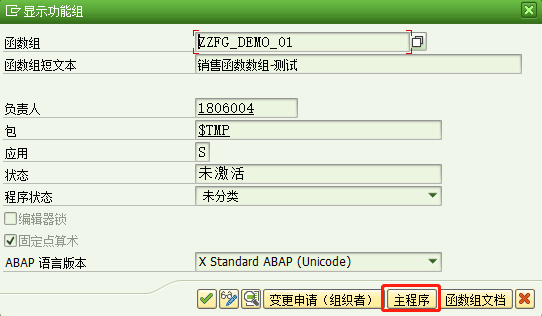 显示功能组
函数组 ZZFG_DEMO_01
函数组短文本 销售函数数组-测试
负责人 1806004
包 $TMP
应用 S
状态 未激活
程序状态 未分类
编辑器锁
固定点算术
ABAP 语言版本 X Standard ABAP (Unicode)
变更申请（组织者） 主程序 函数组文档